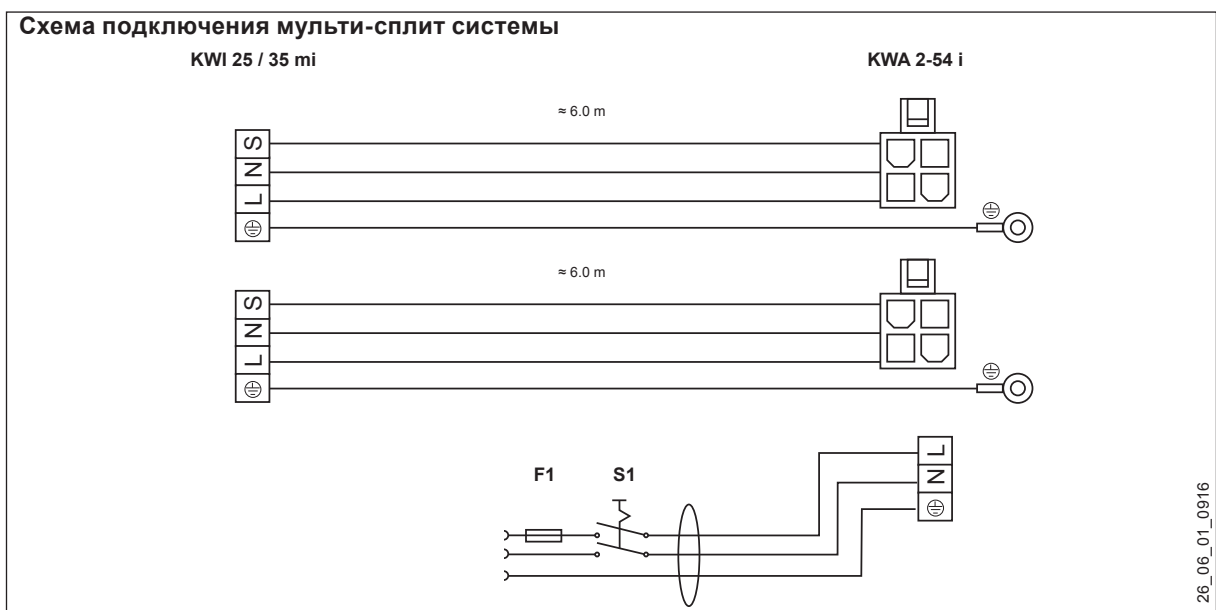 Схема подключения мульти-сплит системы
KWI 25 / 35 mi
KWA 2-54 i
≈ 6.0 m
S
N
L
≈ 6.0 m
S
N
L
F1
S1
L
N
26_06_01_0916